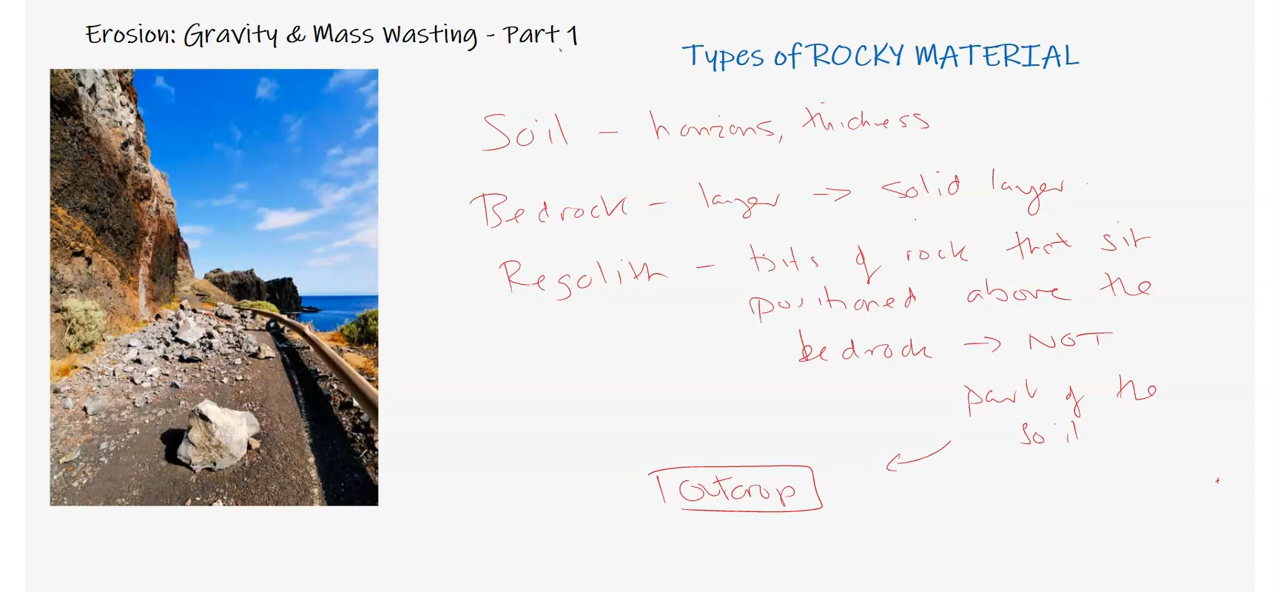 Erosion: Gravity & Mass Wasting - Part 1
Types of ROCKY MATERIAL
Soil - horizons, thickness
Bedrock - layer → solid layer
Regolith - bits of rock that sit
positioned above the
bedrock → NOT
part of the
soil
outcrop